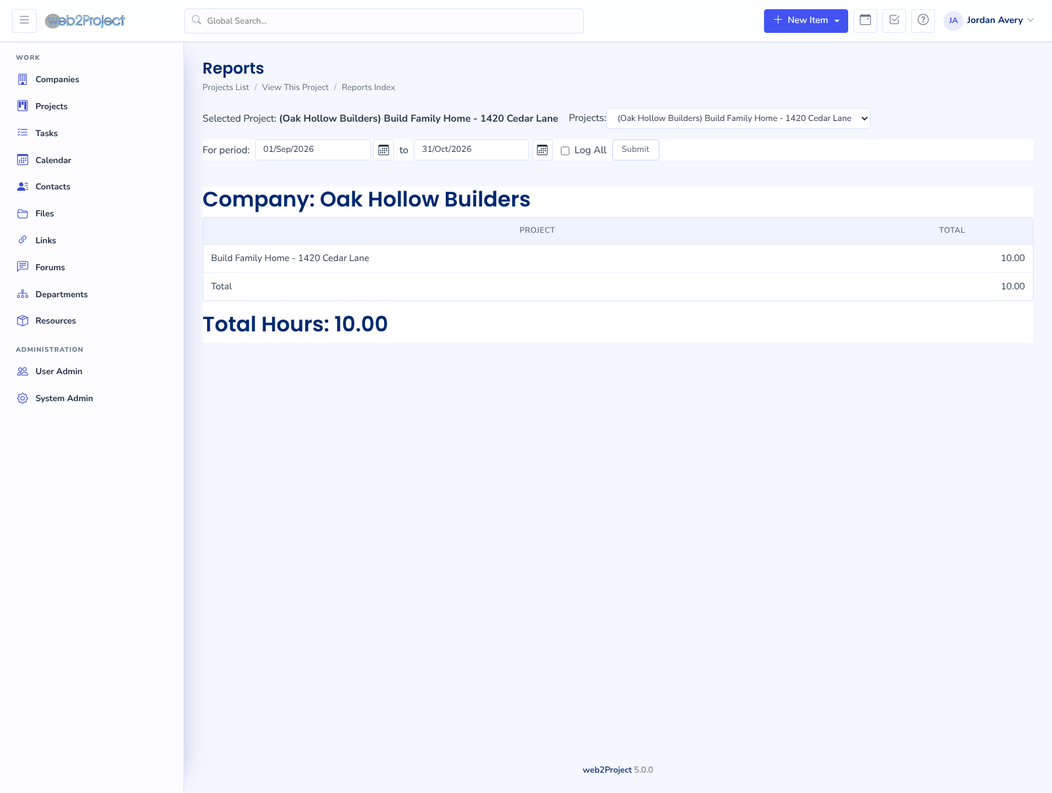 web2Project
Global Search...
New Item
JA
Jordan Avery
WORK
Companies
Projects
Tasks
Calendar
Contacts
Files
Links
Forums
Departments
Resources
ADMINISTRATION
User Admin
System Admin
Reports
Projects List / View This Project / Reports Index
Selected Project: (Oak Hollow Builders) Build Family Home - 1420 Cedar Lane Projects: (Oak Hollow Builders) Build Family Home - 1420 Cedar Lane
For period: 01/Sep/2026 to 31/Oct/2026 Log All Submit
Company: Oak Hollow Builders
PROJECT TOTAL
Build Family Home - 1420 Cedar Lane 10.00
Total 10.00
Total Hours: 10.00
web2Project 5.0.0